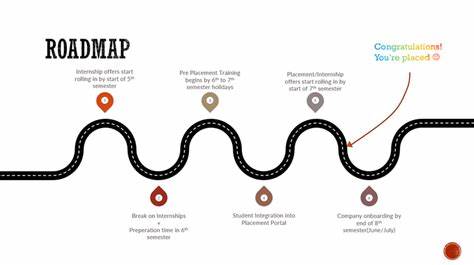 ROADMAP
Congratulations!
You're placed ☺
Internship offers start
rolling in by start of 5th
semester
Pre Placement Training
begins by 6th to 7th
semester holidays
Placement/Internship
offers start rolling in by
start of 7th semester
Break on Internships
+
Preperation time in 6th
semester
Student Integration into
Placement Portal
Company onboarding by
end of 8th
semester(June/July)